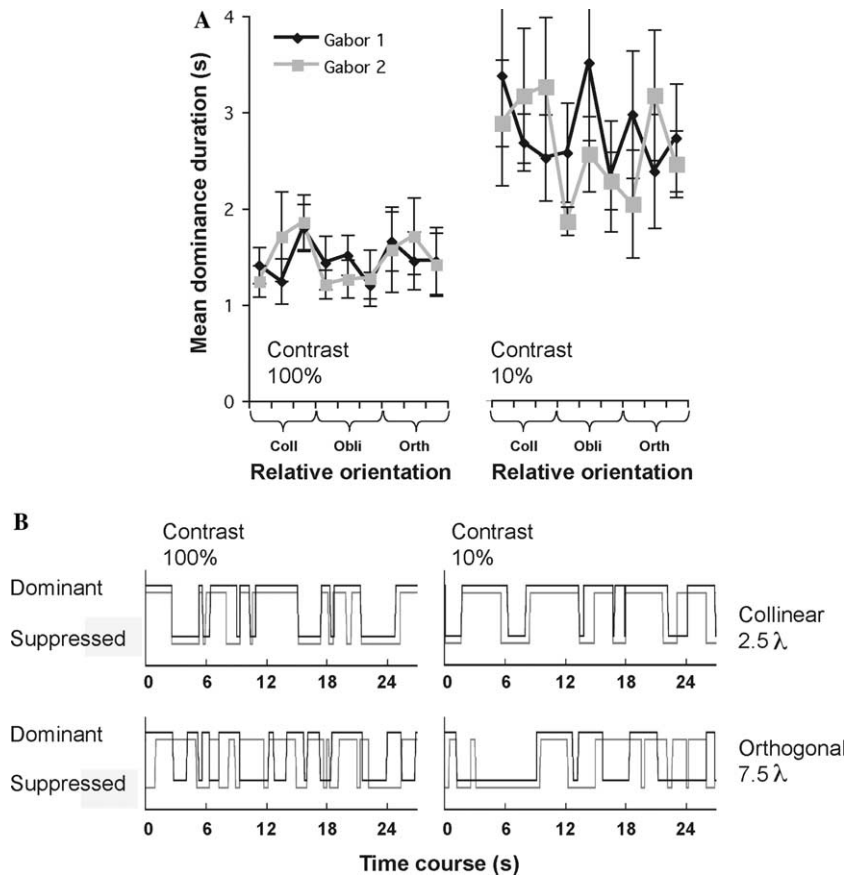 A
4
Gabor 1
Gabor 2
3
2
1
0
Mean dominance duration (s)
Contrast
100%
Contrast
10%
Coll Obli Orth
Coll Obli Orth
Relative orientation
Relative orientation
B
Contrast
100%
Contrast
10%
Dominant
Suppressed
Collinear
2.5 λ
0 6 12 18 24
0 6 12 18 24
Dominant
Suppressed
Orthogonal
7.5 λ
0 6 12 18 24
0 6 12 18 24
Time course (s)